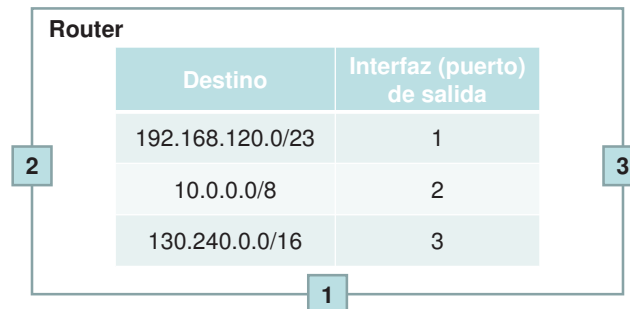 Router
Destino
Interfaz (puerto)
de salida
192.168.120.0/23
1
2
3
10.0.0.0/8
2
130.240.0.0/16
3
1